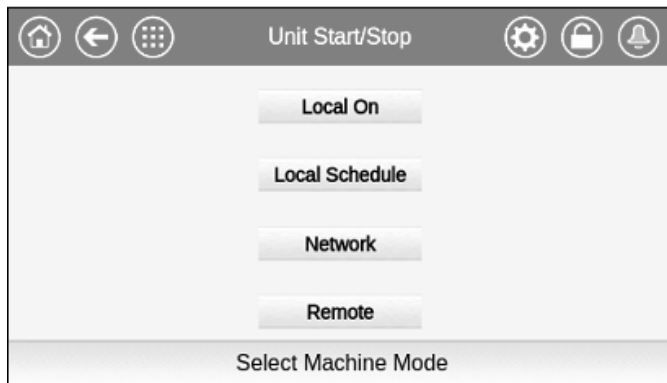 Unit Start/Stop
Local On
Local Schedule
Network
Remote
Select Machine Mode